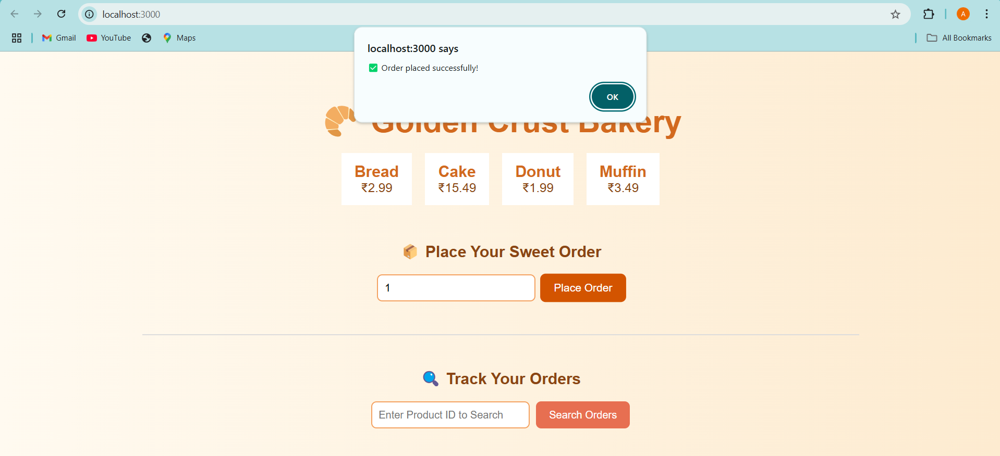 localhost:3000
A
Gmail YouTube Maps All Bookmarks
localhost:3000 says
Order placed successfully!
OK
Golden Crust Bakery
Bread Cake Donut Muffin
₹2.99 ₹15.49 ₹1.99 ₹3.49
Place Your Sweet Order
1 Place Order
Track Your Orders
Enter Product ID to Search Search Orders